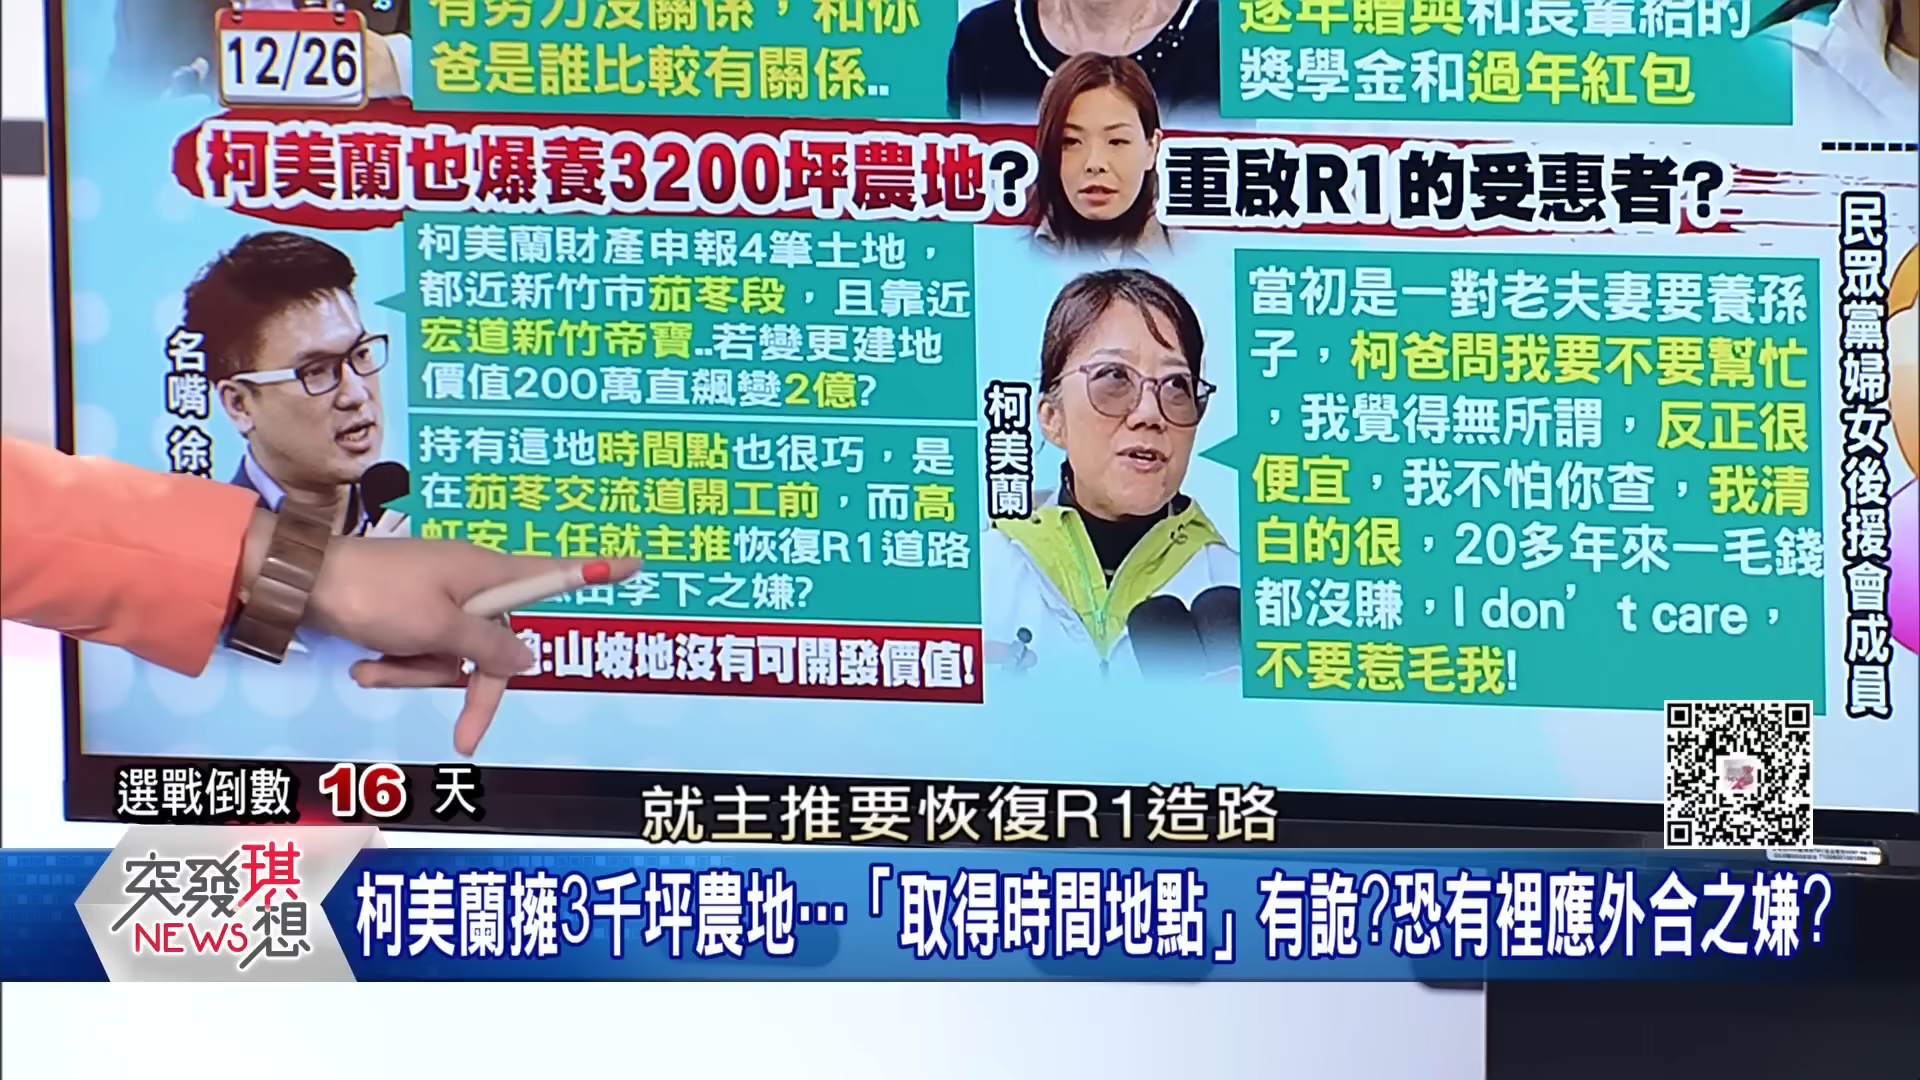 有努力沒關係，和你
爸是誰比較有關係..
12/26
逐年贈與和長輩給的
獎學金和過年紅包
柯美蘭也爆養3200坪農地?
重啟R1的受惠者?
名嘴 徐
柯美蘭財產申報4筆土地，
都近新竹市茄苳段，且靠近
宏道新竹帝寶..若變更建地
價值200萬直飆變2億?
持有這地時間點也很巧，是
在茄苳交流道開工前，而高
虹安上任就主推恢復R1道路
李下之嫌?
:山坡地沒有可開發價值!
柯美蘭
當初是一對老夫妻要養孫
子，柯爸問我要不要幫忙
，我覺得無所謂，反正很
便宜，我不怕你查，我清
白的很，20多年來一毛錢
都沒賺，I don't care，
不要惹毛我!
民眾黨婦女後援會成員
選戰倒數 16 天
就主推要恢復R1造路
突發琪想
NEWS
柯美蘭擁3千坪農地…「取得時間地點」有詭?恐有裡應外合之嫌?